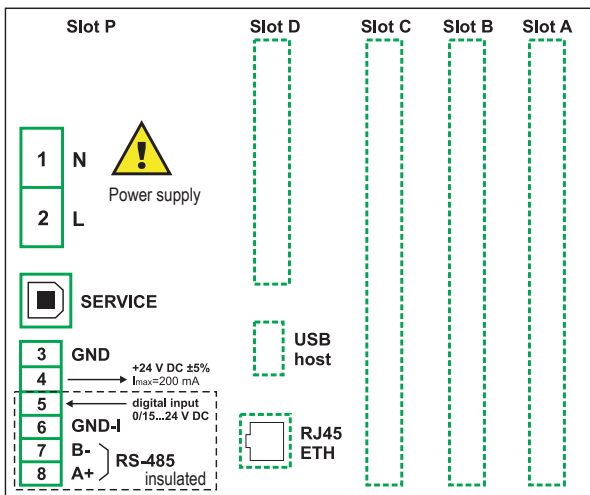 Slot P Slot D Slot C Slot B Slot A
1 N
Power supply
2 L
SERVICE
3 GND
4 +24 V DC ±5%
Imax=200 mA
5 digital input
0/15...24 V DC
6 GND-I
7 B-
8 A+
RS-485
insulated
USB
host
RJ45
ETH